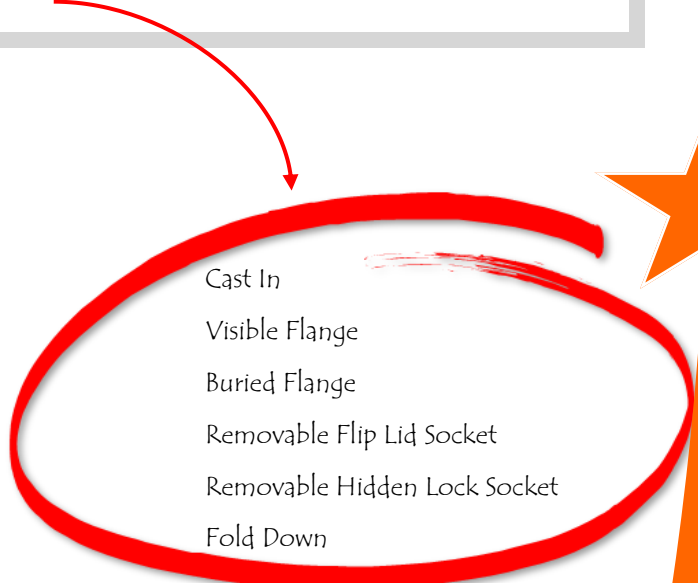 Cast In
Visible Flange
Buried Flange
Removable Flip Lid Socket
Removable Hidden Lock Socket
Fold Down